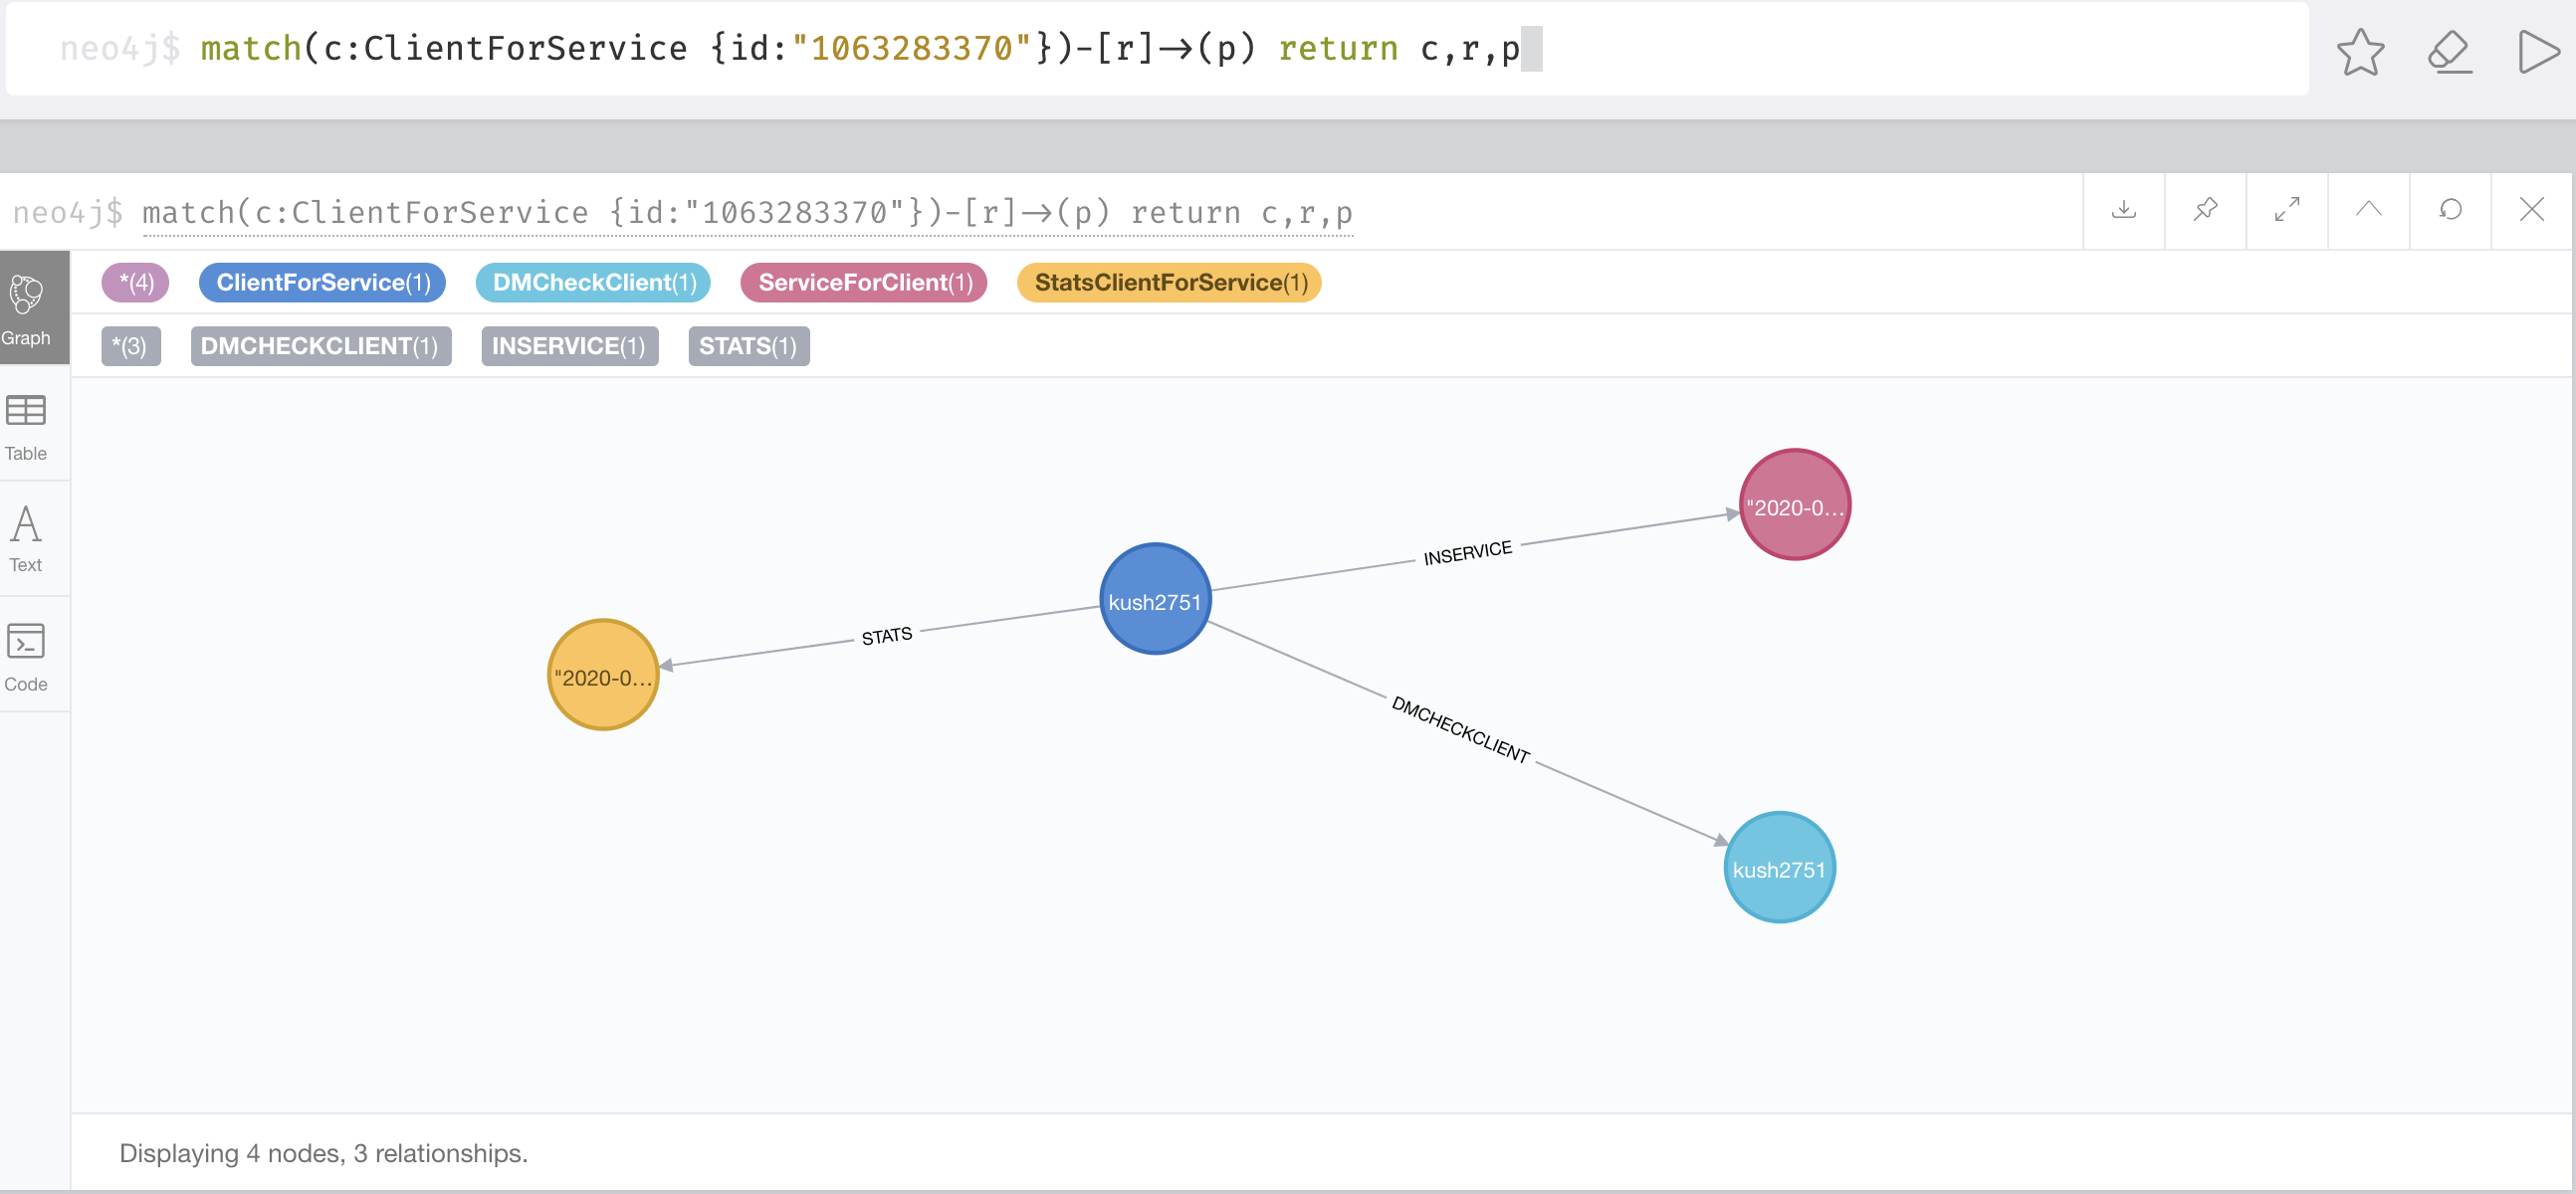 neo4j$ match(c:ClientForService {id:"1063283370"})-[r]→(p) return c,r,p
neo4j$ match(c:ClientForService {id:"1063283370"})-[r]→(p) return c,r,p
*(4) ClientForService(1) DMCheckClient(1) ServiceForClient(1) StatsClientForService(1)
*(3) DMCHECKCLIENT(1) INSERVICE(1) STATS(1)
Graph
Table
Text
Code
"2020-0...
INSERVICE
kush2751
STATS
"2020-0...
DMCHECKCLIENT
kush2751
Displaying 4 nodes, 3 relationships.